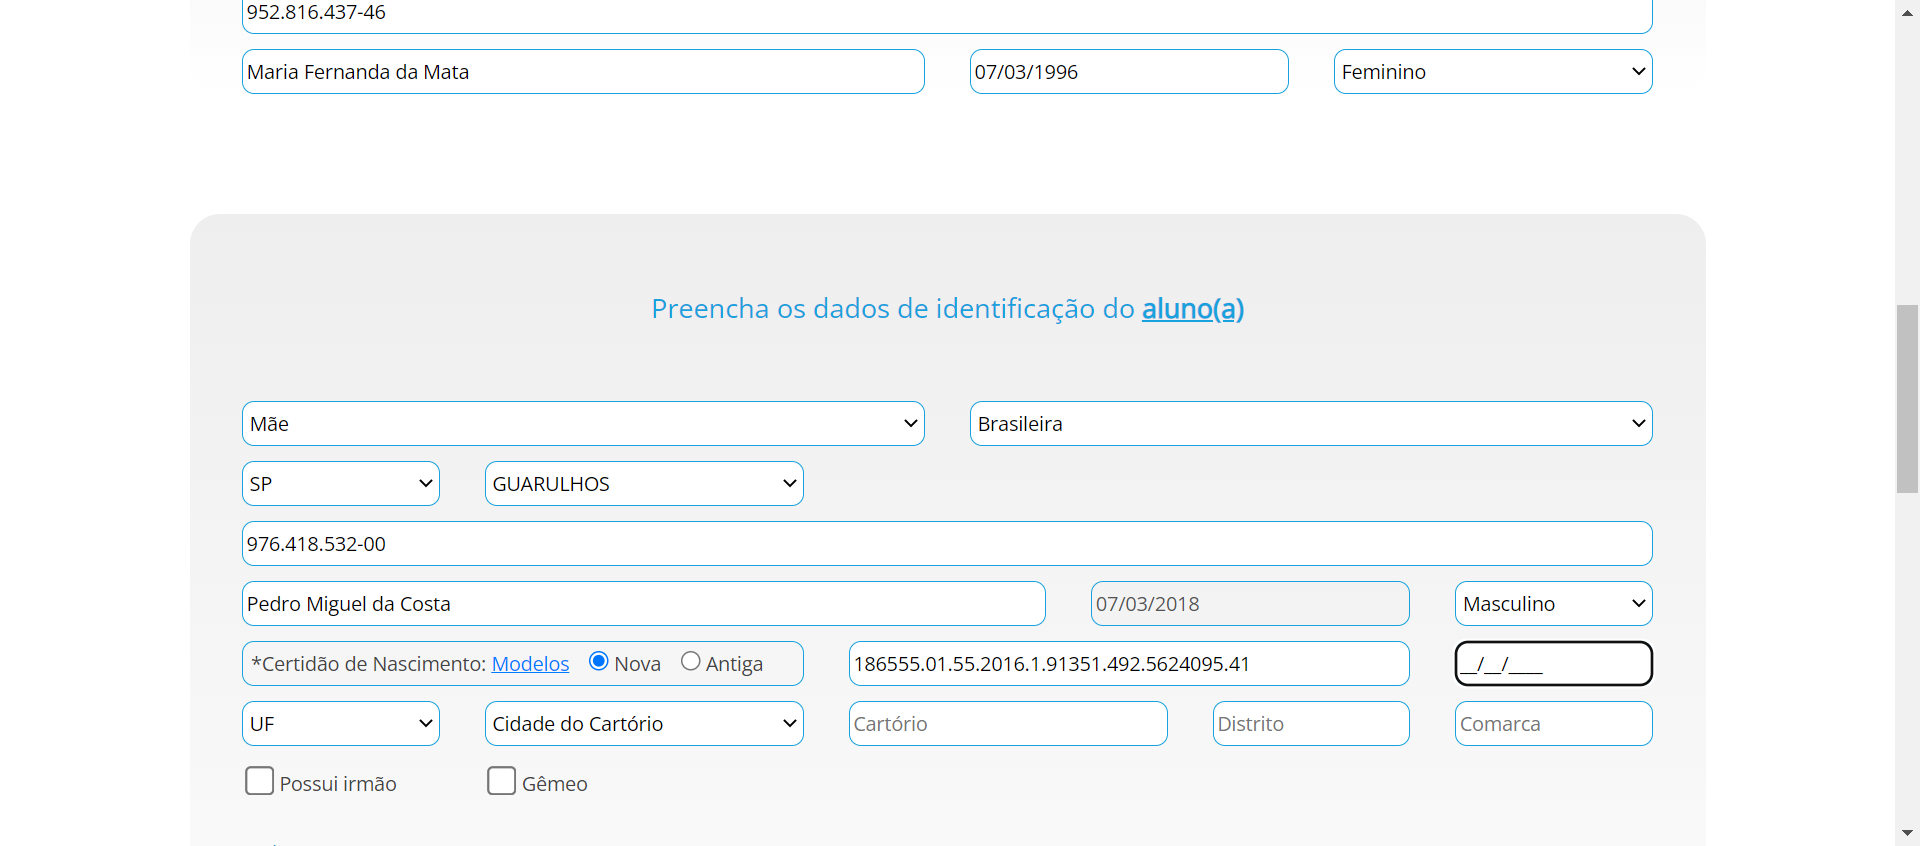 952.816.437-46
Maria Fernanda da Mata 07/03/1996 Feminino
Preencha os dados de identificação do aluno(a)
Mãe Brasileira
SP GUARULHOS
976.418.532-00
Pedro Miguel da Costa 07/03/2018 Masculino
*Certidão de Nascimento: Modelos Nova Antiga 186555.01.55.2016.1.91351.492.5624095.41 __/__/____
UF Cidade do Cartório Cartório Distrito Comarca
Possui irmão Gêmeo